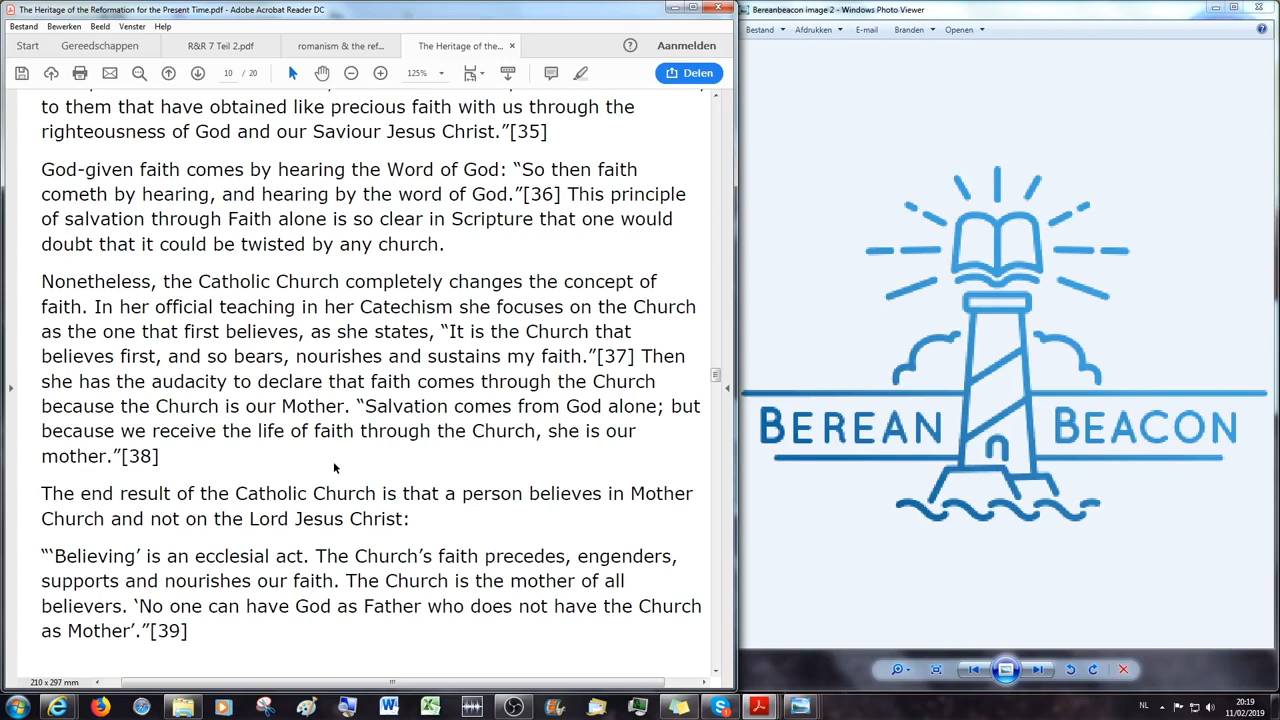 The Heritage of the Reformation for the Present Time.pdf - Adobe Acrobat Reader DC
Bestand Bewerken Beeld Venster Help
Start Gereedschappen R&R 7 Teil 2.pdf romanism & the ref... The Heritage of the... × Aanmelden
10 / 20 125% Delen
to them that have obtained like precious faith with us through the
righteousness of God and our Saviour Jesus Christ.”[35]
God-given faith comes by hearing the Word of God: “So then faith
cometh by hearing, and hearing by the word of God.”[36] This principle
of salvation through Faith alone is so clear in Scripture that one would
doubt that it could be twisted by any church.
Nonetheless, the Catholic Church completely changes the concept of
faith. In her official teaching in her Catechism she focuses on the Church
as the one that first believes, as she states, “It is the Church that
believes first, and so bears, nourishes and sustains my faith.”[37] Then
she has the audacity to declare that faith comes through the Church
because the Church is our Mother. “Salvation comes from God alone; but
because we receive the life of faith through the Church, she is our
mother.”[38]
The end result of the Catholic Church is that a person believes in Mother
Church and not on the Lord Jesus Christ:
“‘Believing’ is an ecclesial act. The Church’s faith precedes, engenders,
supports and nourishes our faith. The Church is the mother of all
believers. ‘No one can have God as Father who does not have the Church
as Mother’.”[39]
210 x 297 mm
Bereanbeacon image 2 - Windows Photo Viewer
Bestand Afdrukken E-mail Branden Openen
BEREAN BEACON
NL 20:19
11/02/2019